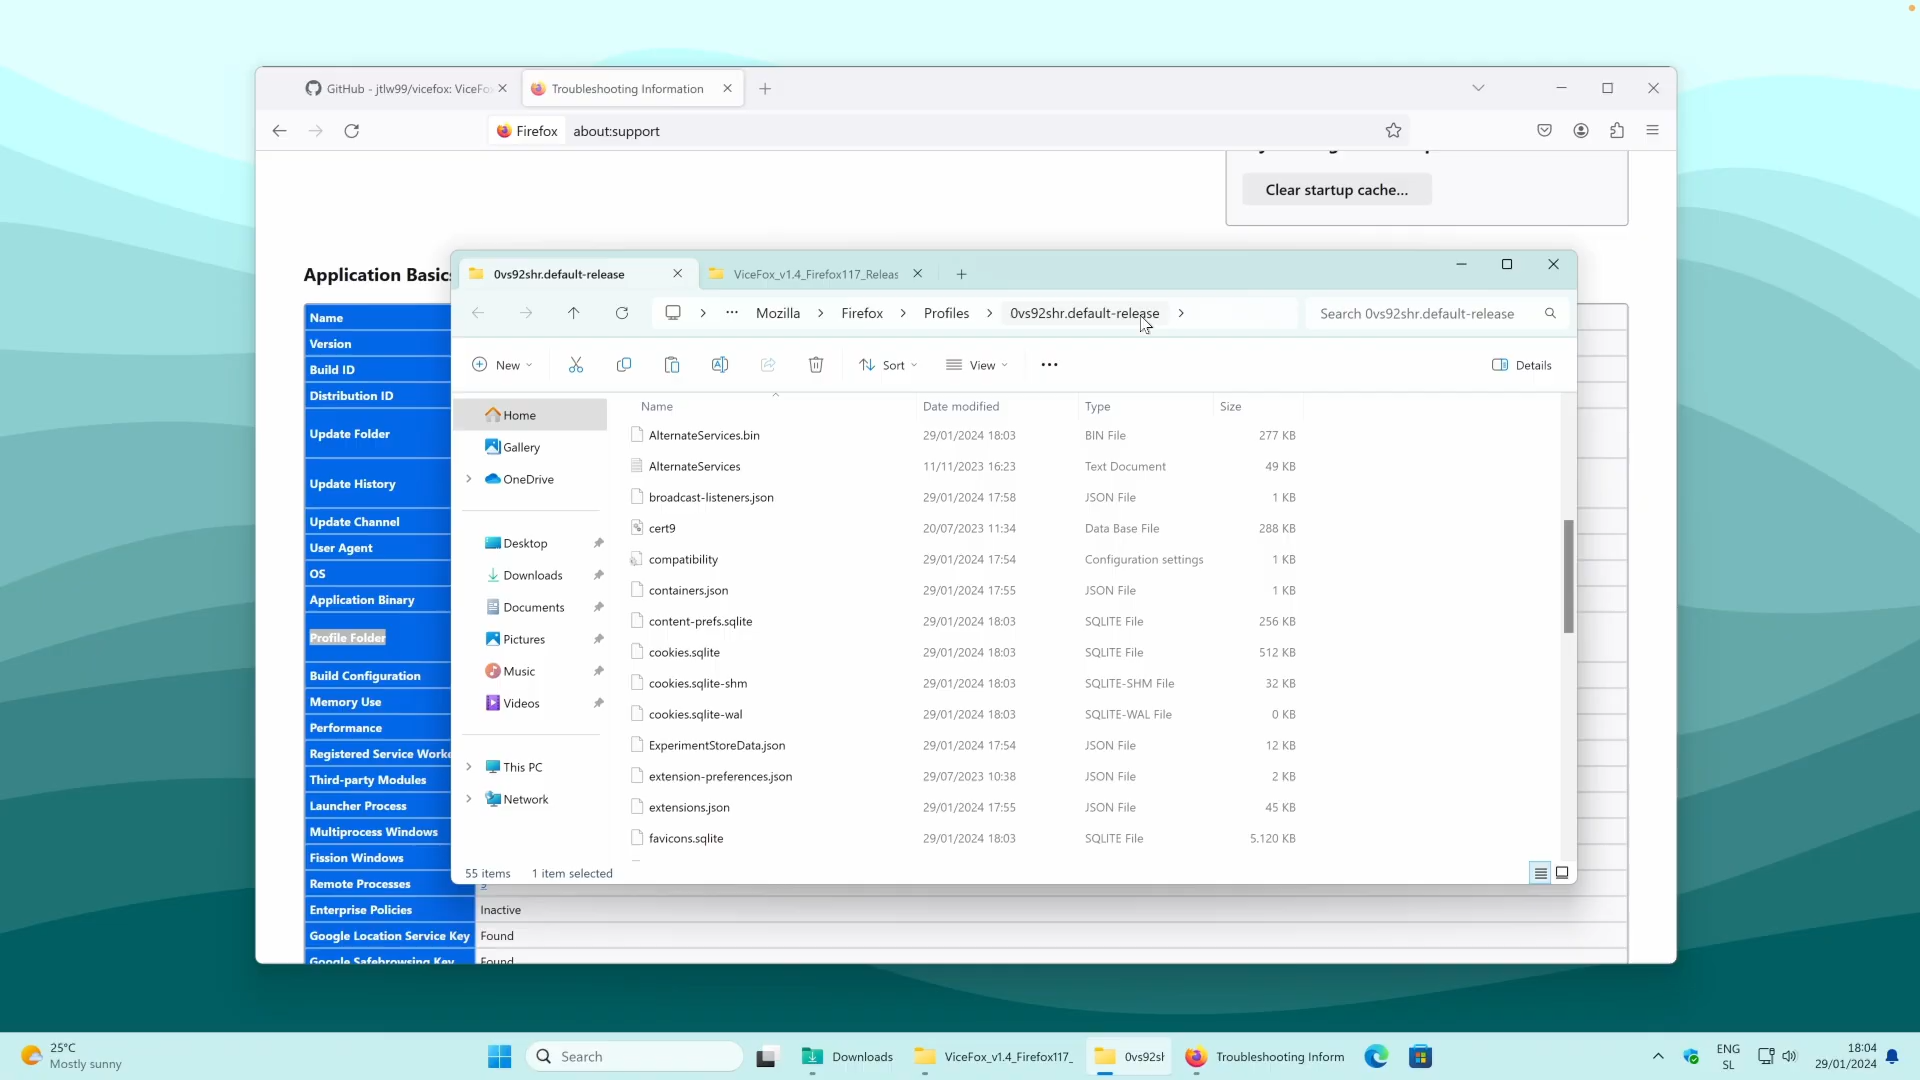 GitHub - jtlw99/vicefox: ViceFo
Troubleshooting Information
Firefox
about:support
Clear startup cache...
Application Basics
Name
Version
Build ID
Distribution ID
Update Folder
Update History
Update Channel
User Agent
OS
Application Binary
Profile Folder
Build Configuration
Memory Use
Performance
Registered Service Worke
Third-party Modules
Launcher Process
Multiprocess Windows
Fission Windows
Remote Processes
Enterprise Policies Inactive
Google Location Service Key Found
Google Safebrowsing Key Found
0vs92shr.default-release
ViceFox_v1.4_Firefox117_Releas
Mozilla > Firefox > Profiles > 0vs92shr.default-release >
Search 0vs92shr.default-release
New
Sort
View
Details
Home
Gallery
OneDrive
Desktop
Downloads
Documents
Pictures
Music
Videos
This PC
Network
Name Date modified Type Size
AlternateServices.bin 29/01/2024 18:03 BIN File 277 KB
AlternateServices 11/11/2023 16:23 Text Document 49 KB
broadcast-listeners.json 29/01/2024 17:58 JSON File 1 KB
cert9 20/07/2023 11:34 Data Base File 288 KB
compatibility 29/01/2024 17:54 Configuration settings 1 KB
containers.json 29/01/2024 17:55 JSON File 1 KB
content-prefs.sqlite 29/01/2024 18:03 SQLITE File 256 KB
cookies.sqlite 29/01/2024 18:03 SQLITE File 512 KB
cookies.sqlite-shm 29/01/2024 18:03 SQLITE-SHM File 32 KB
cookies.sqlite-wal 29/01/2024 18:03 SQLITE-WAL File 0 KB
ExperimentStoreData.json 29/01/2024 17:54 JSON File 12 KB
extension-preferences.json 29/07/2023 10:38 JSON File 2 KB
extensions.json 29/01/2024 17:55 JSON File 45 KB
favicons.sqlite 29/01/2024 18:03 SQLITE File 5.120 KB
55 items 1 item selected
25°C
Mostly sunny
Search
Downloads
ViceFox_v1.4_Firefox117_
0vs92sh
Troubleshooting Inform
ENG
SL
18:04
29/01/2024